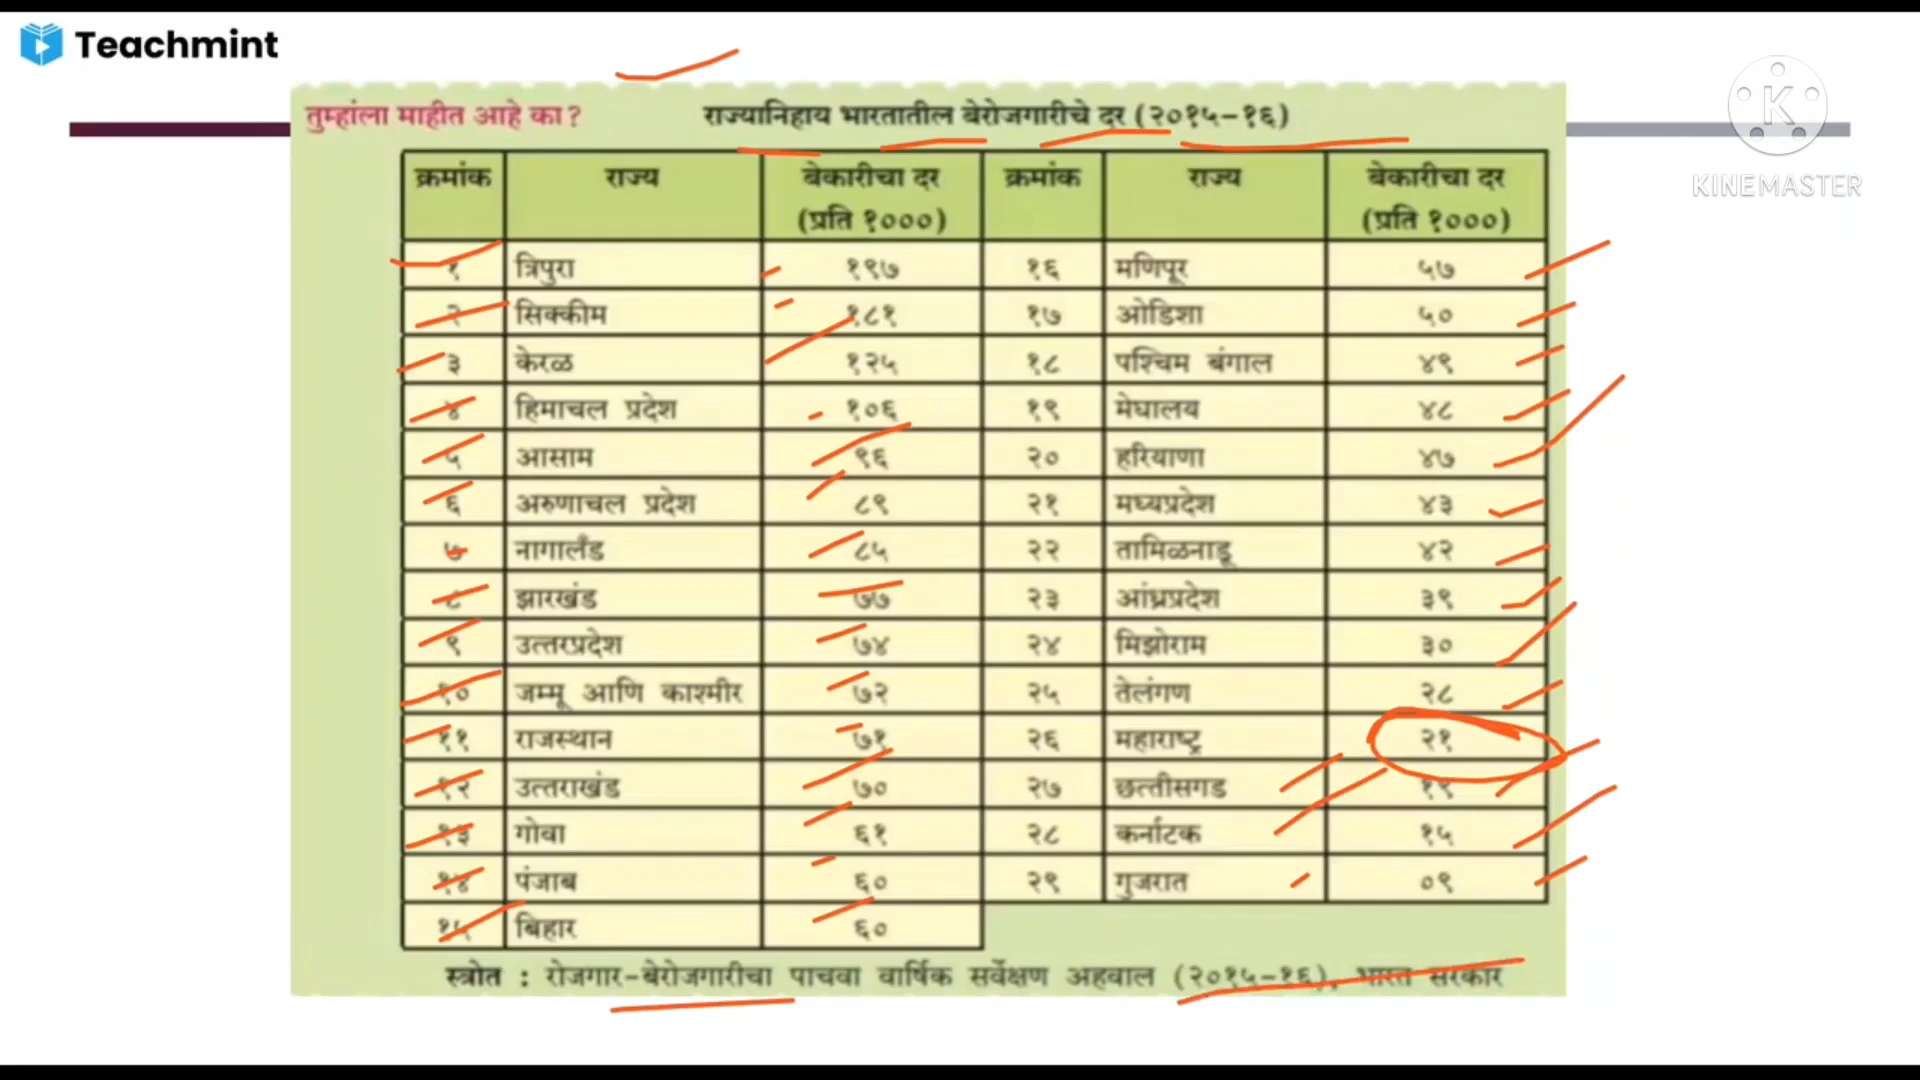 Teachmint
तुम्हांला माहीत आहे का? राज्यानिहाय भारतातील बेरोजगारीचे दर (२०१५-१६)
KINEMASTER
क्रमांक राज्य बेकारीचा दर (प्रति १०००) क्रमांक राज्य बेकारीचा दर (प्रति १०००)
१ त्रिपुरा १९७ १६ मणिपूर ५७
२ सिक्कीम १८१ १७ ओडिशा ५०
३ केरळ १२५ १८ पश्चिम बंगाल ४९
४ हिमाचल प्रदेश १०६ १९ मेघालय ४८
५ आसाम ९६ २० हरियाणा ४७
६ अरुणाचल प्रदेश ८९ २१ मध्यप्रदेश ४३
७ नागालँड ८५ २२ तामिळनाडू ४२
८ झारखंड ७७ २३ आंध्रप्रदेश ३९
९ उत्तरप्रदेश ७४ २४ मिझोराम ३०
१० जम्मू आणि काश्मीर ७२ २५ तेलंगण २८
११ राजस्थान ७१ २६ महाराष्ट्र २१
१२ उत्तराखंड ७० २७ छत्तीसगड १९
१३ गोवा ६१ २८ कर्नाटक १५
१४ पंजाब ६० २९ गुजरात ०९
१५ बिहार ६०
स्त्रोत : रोजगार-बेरोजगारीचा पाचवा वार्षिक सर्वेक्षण अहवाल (२०१५-१६), भारत सरकार